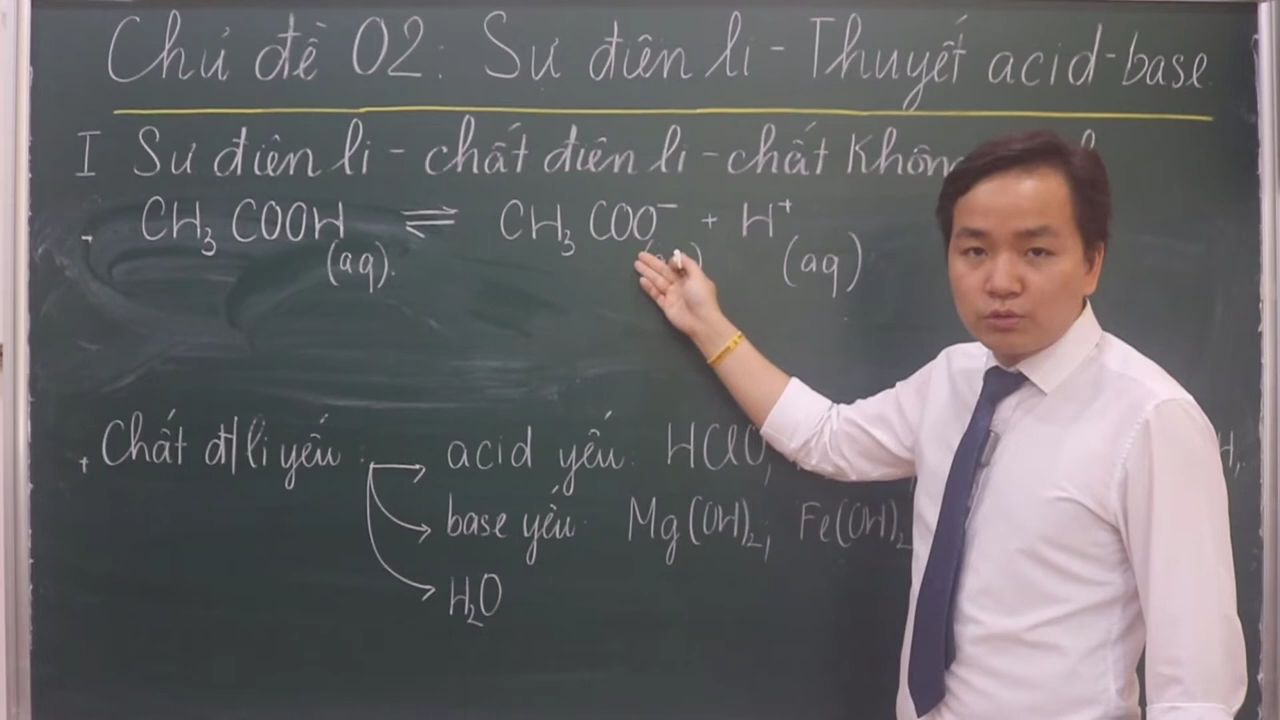 Chủ đề 02: Sự điện li - Thuyết acid-base
I Sự điện li - chất điện li - chất Không
- CH₃COOH (aq) ⇌ CH₃COO⁻ + H⁺ (aq)
+ Chất đ/li yếu: → acid yếu: HClO,
→ base yếu: Mg(OH)₂; Fe(OH)₂
→ H₂O